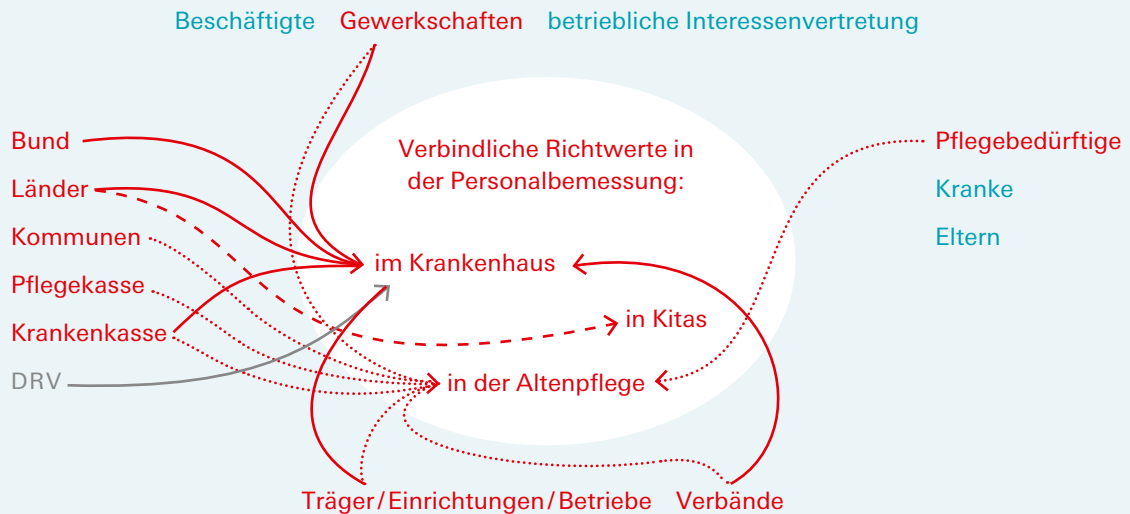 Beschäftigte Gewerkschaften betriebliche Interessenvertretung
Bund
Länder
Kommunen
Pflegekasse
Krankenkasse
DRV
Verbindliche Richtwerte in
der Personalbemessung:
im Krankenhaus
in Kitas
in der Altenpflege
Pflegebedürftige
Kranke
Eltern
Träger/Einrichtungen/Betriebe Verbände